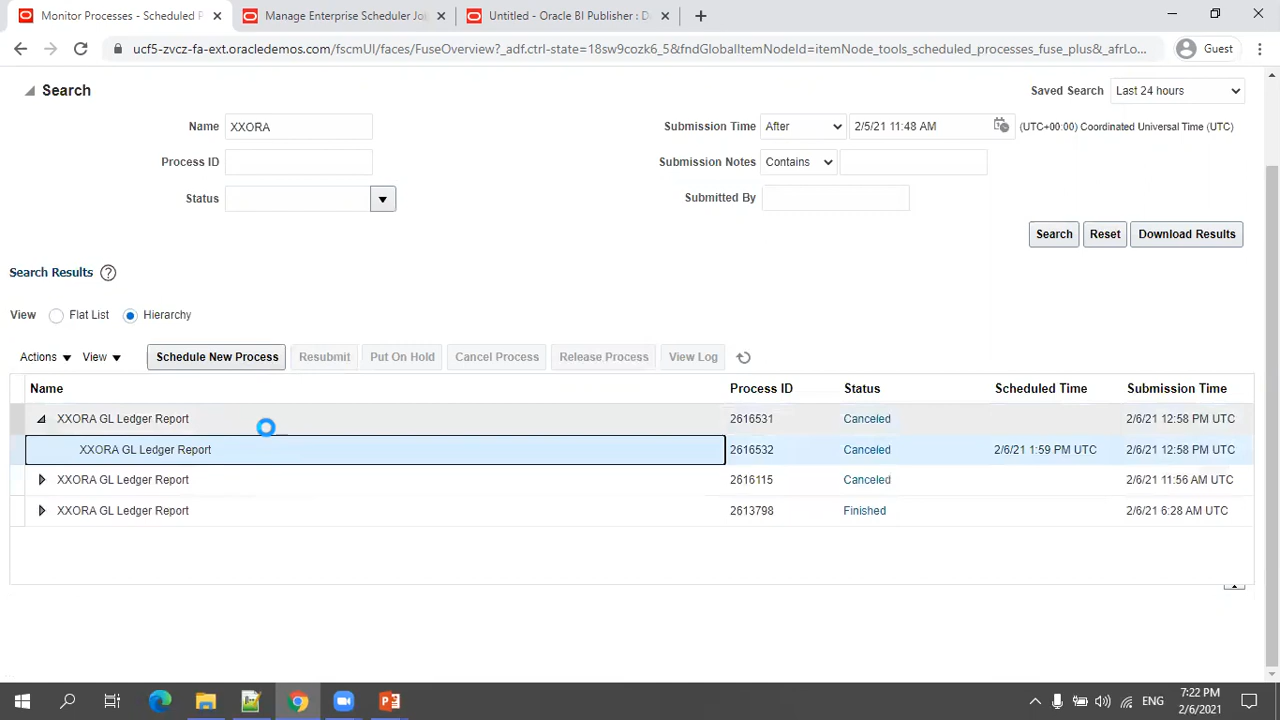 Monitor Processes - Scheduled P
Manage Enterprise Scheduler Jo
Untitled - Oracle BI Publisher : D
ucf5-zvcz-fa-ext.oracledemos.com/fscmUI/faces/FuseOverview?_adf.ctrl-state=18sw9cozk6_5&fndGlobalItemNodeId=itemNode_tools_scheduled_processes_fuse_plus&_afrLo...
Guest
Search
Saved Search Last 24 hours
Name XXORA
Submission Time After 2/5/21 11:48 AM (UTC+00:00) Coordinated Universal Time (UTC)
Process ID
Submission Notes Contains
Status
Submitted By
Search Reset Download Results
Search Results ?
View Flat List Hierarchy
Actions View Schedule New Process Resubmit Put On Hold Cancel Process Release Process View Log
Name Process ID Status Scheduled Time Submission Time
XXORA GL Ledger Report 2616531 Canceled 2/6/21 12:58 PM UTC
XXORA GL Ledger Report 2616532 Canceled 2/6/21 1:59 PM UTC 2/6/21 12:58 PM UTC
XXORA GL Ledger Report 2616115 Canceled 2/6/21 11:56 AM UTC
XXORA GL Ledger Report 2613798 Finished 2/6/21 6:28 AM UTC
ENG
7:22 PM
2/6/2021